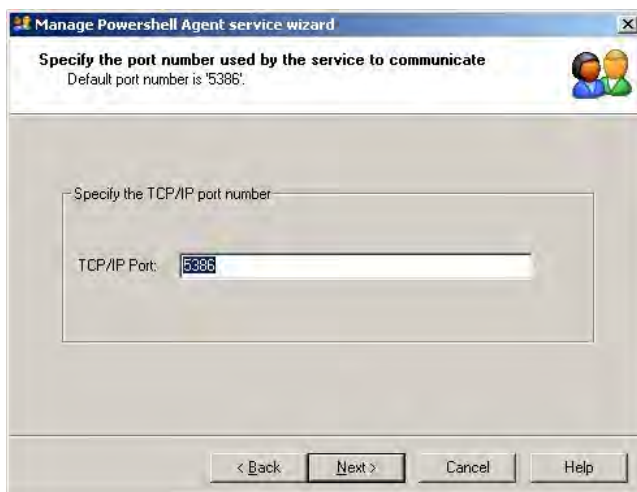 Manage Powershell Agent service wizard
Specify the port number used by the service to communicate
Default port number is '5386'.
Specify the TCP/IP port number
TCP/IP Port: 5386
< Back Next > Cancel Help